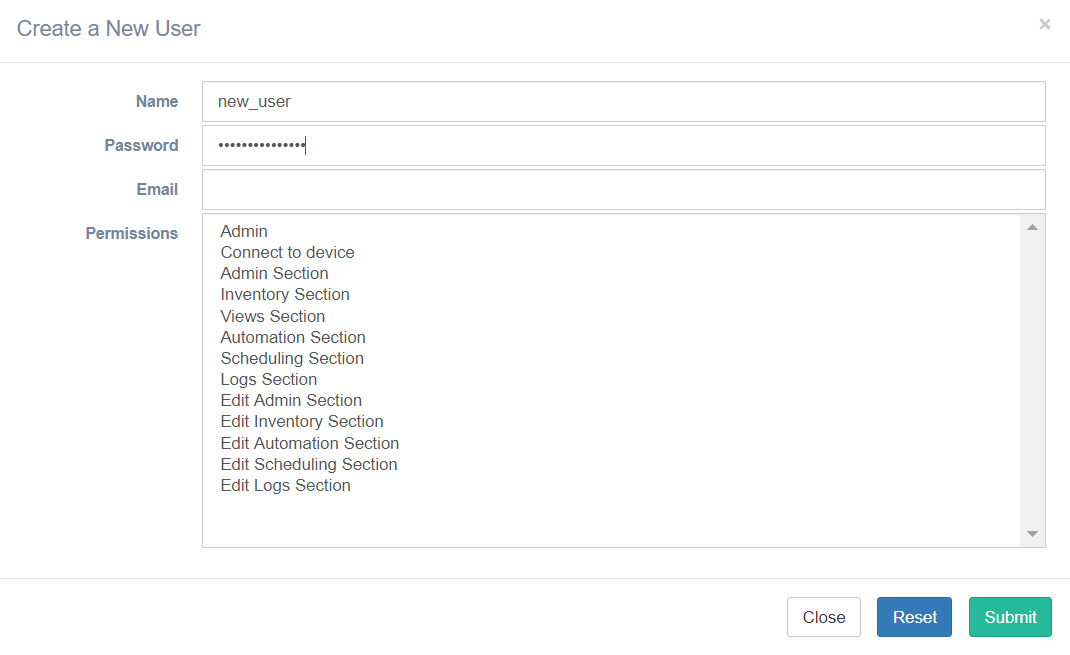 Create a New User
×
Name
new_user
Password
•••••••••••••••
Email
Permissions
Admin
Connect to device
Admin Section
Inventory Section
Views Section
Automation Section
Scheduling Section
Logs Section
Edit Admin Section
Edit Inventory Section
Edit Automation Section
Edit Scheduling Section
Edit Logs Section
Close
Reset
Submit